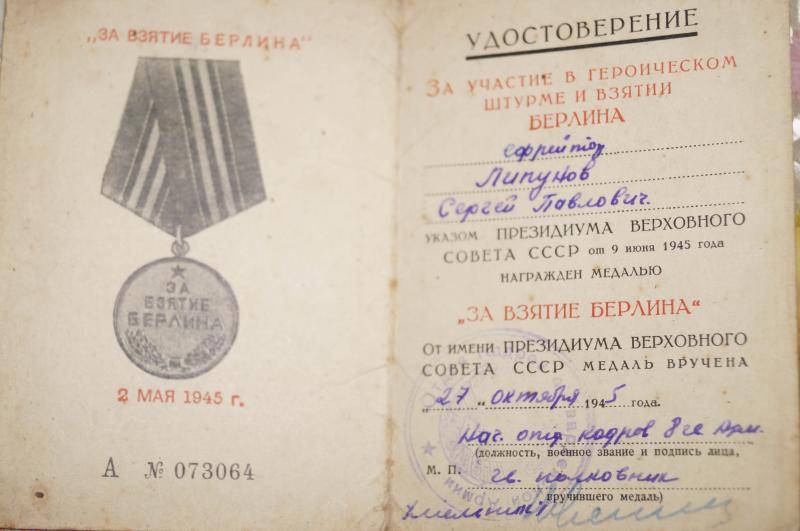 „ЗА ВЗЯТИЕ БЕРЛИНА“
ЗА
ВЗЯТИЕ
БЕРЛИНА
2 МАЯ 1945 г.
А № 073064
УДОСТОВЕРЕНИЕ
ЗА УЧАСТИЕ В ГЕРОИЧЕСКОМ
ШТУРМЕ И ВЗЯТИИ
БЕРЛИНА
ефрейтор
Липунов
Сергей Павлович.
УКАЗОМ ПРЕЗИДИУМА ВЕРХОВНОГО
СОВЕТА СССР от 9 июня 1945 года
НАГРАЖДЕН МЕДАЛЬЮ
„ЗА ВЗЯТИЕ БЕРЛИНА“
ОТ ИМЕНИ ПРЕЗИДИУМА ВЕРХОВНОГО
СОВЕТА СССР МЕДАЛЬ ВРУЧЕНА
„27“ октября 1945 года.
Нач. отд. кадров 8 гв Арм.
(должность, военное звание и подпись лица,
М. П. гв. полковник
вручившего медаль)